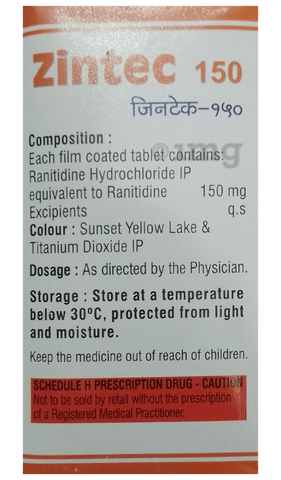 Zintec 150
जिनटेक-१५०
Composition :
Each film coated tablet contains:
Ranitidine Hydrochloride IP
equivalent to Ranitidine 150 mg
Excipients q.s
Colour : Sunset Yellow Lake &
Titanium Dioxide IP
Dosage : As directed by the Physician.
Storage : Store at a temperature
below 30ºC, protected from light
and moisture.
Keep the medicine out of reach of children.
SCHEDULE H PRESCRIPTION DRUG - CAUTION
Not to be sold by retail without the prescription
of a Registered Medical Practitioner.